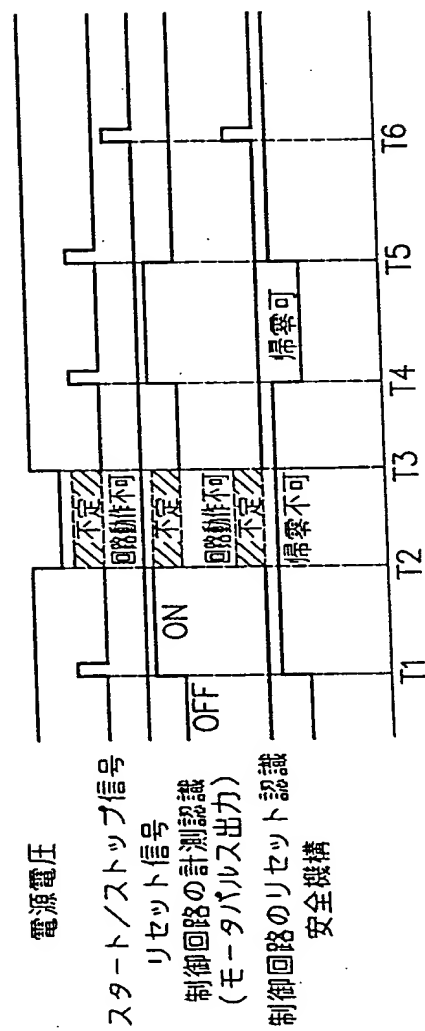 電源電圧
スタート/ストップ信号
リセット信号
制御回路の計測認識
(モータパルス出力)
制御回路のリセット認識
安全機構
OFF
ON
不定
回路動作不可
不定
回路動作不可
不定
帰零不可
帰零可
T1
T2
T3
T4
T5
T6